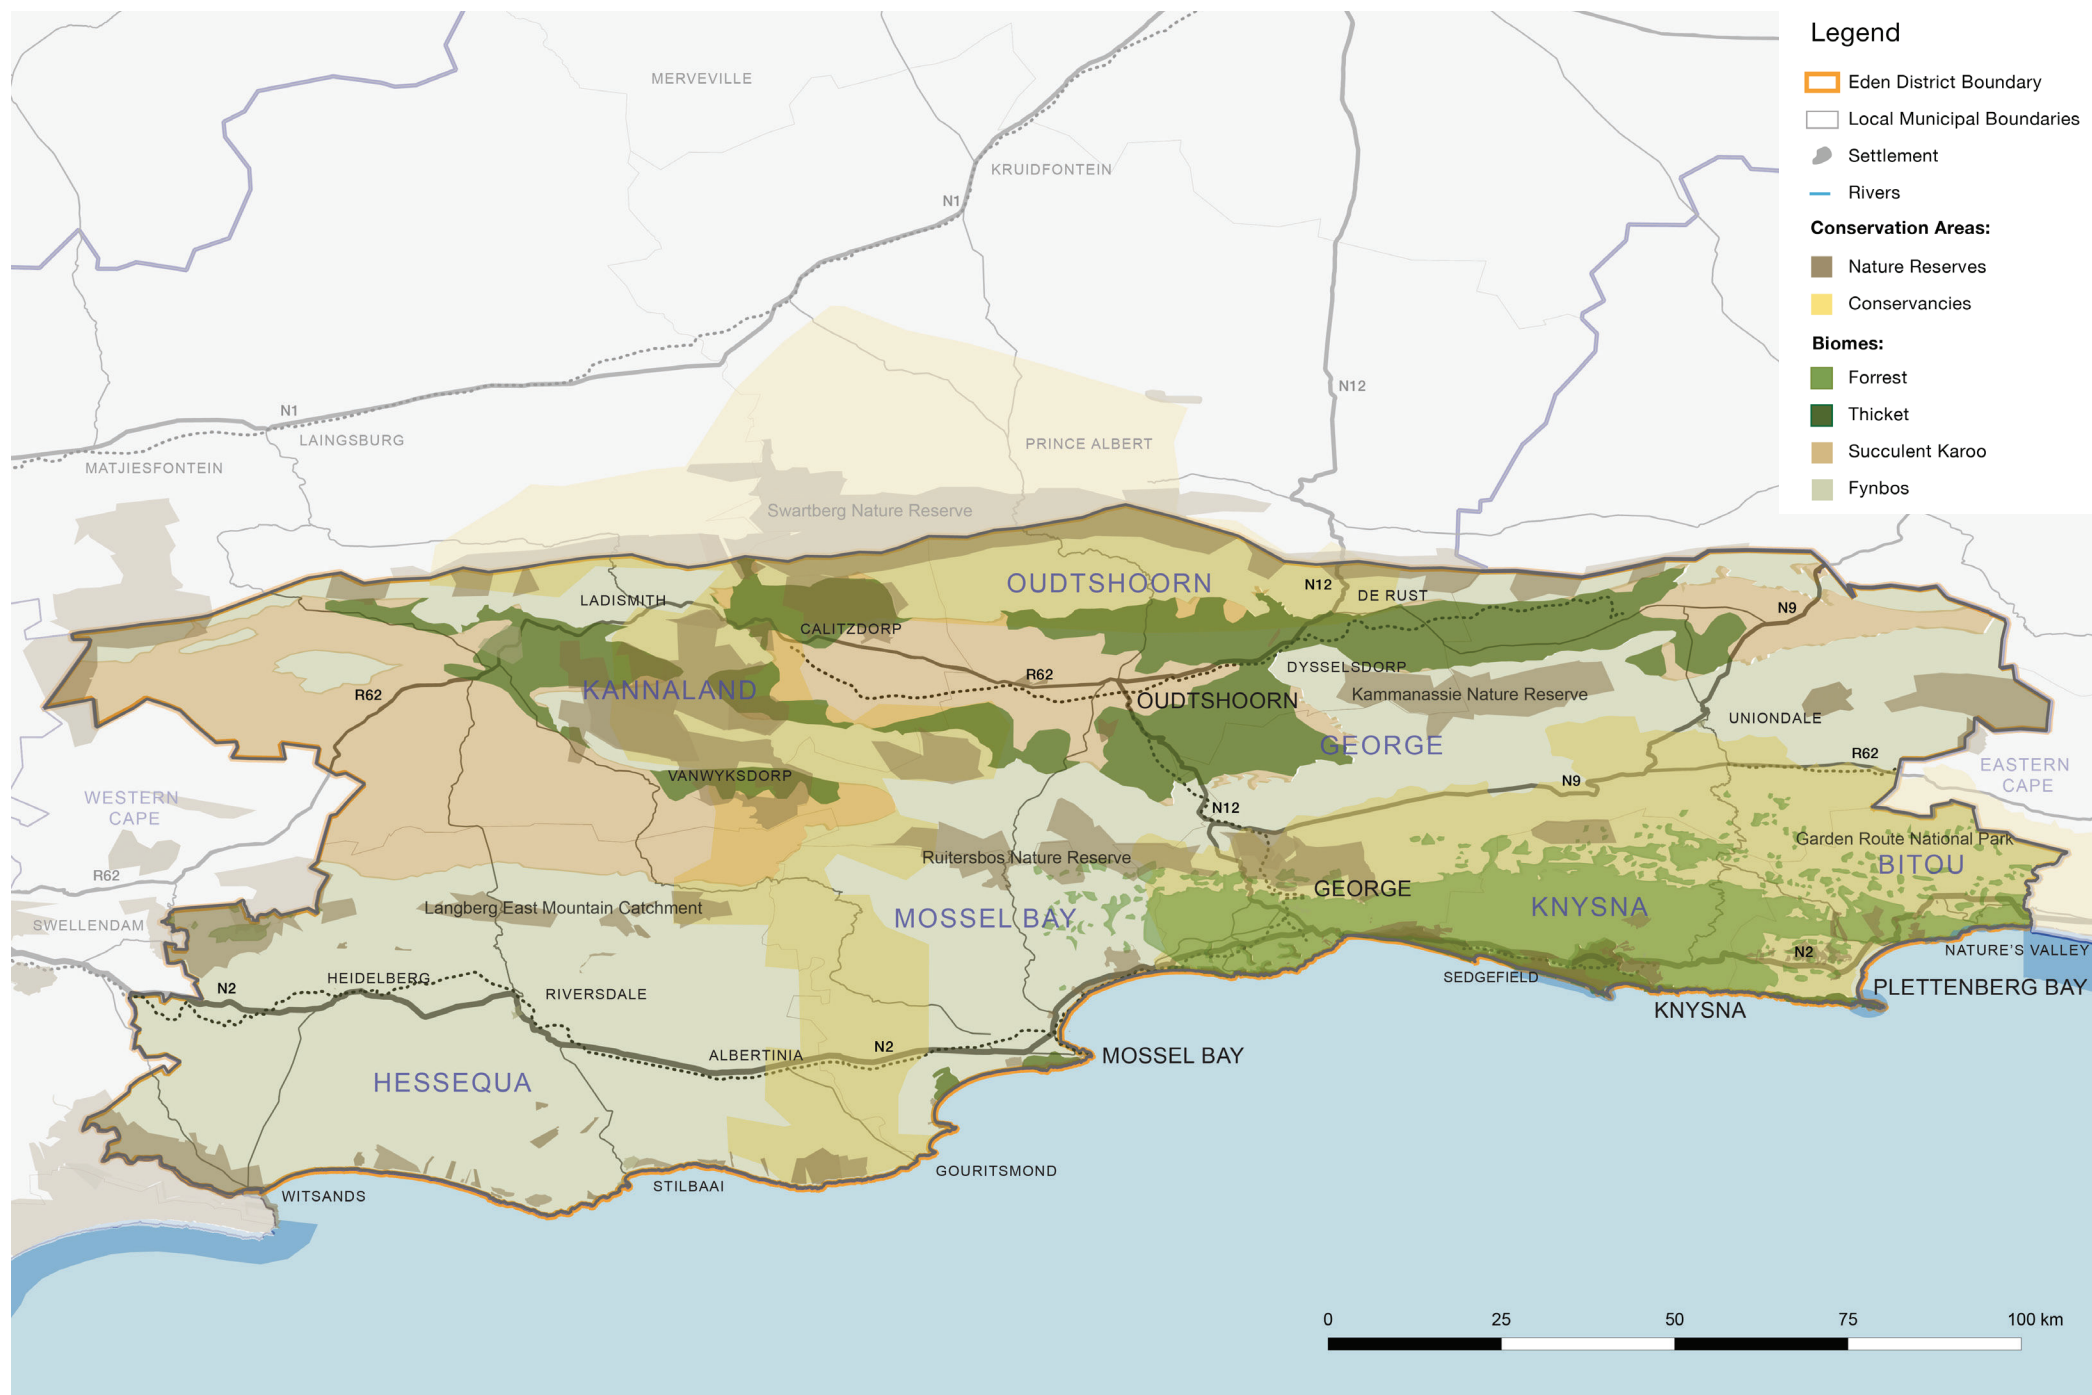 Legend
Eden District Boundary
Local Municipal Boundaries
Settlement
Rivers
Conservation Areas:
Nature Reserves
Conservancies
Biomes:
Forrest
Thicket
Succulent Karoo
Fynbos
MERVEVILLE
KRUIDFONTEIN
N1
N12
N1
LAINGSBURG
PRINCE ALBERT
MATJIESFONTEIN
Swartberg Nature Reserve
OUDTSHOORN
N12
DE RUST
LADISMITH
N9
CALITZDORP
DYSSELSDORP
R62
KANNALAND
R62
Kammanassie Nature Reserve
OUDTSHOORN
UNIONDALE
GEORGE
R62
EASTERN
CAPE
VANWYKSDORP
N9
WESTERN
CAPE
N12
Garden Route National Park
Ruitersbos Nature Reserve
BITOU
R62
GEORGE
Langberg East Mountain Catchment
KNYSNA
MOSSEL BAY
SWELLENDAM
N2
NATURE'S VALLEY
HEIDELBERG
SEDGEFIELD
N2
PLETTENBERG BAY
RIVERSDALE
KNYSNA
N2
ALBERTINIA
MOSSEL BAY
HESSEQUA
GOURITSMOND
STILBAAI
WITSANDS
0 25 50 75 100 km